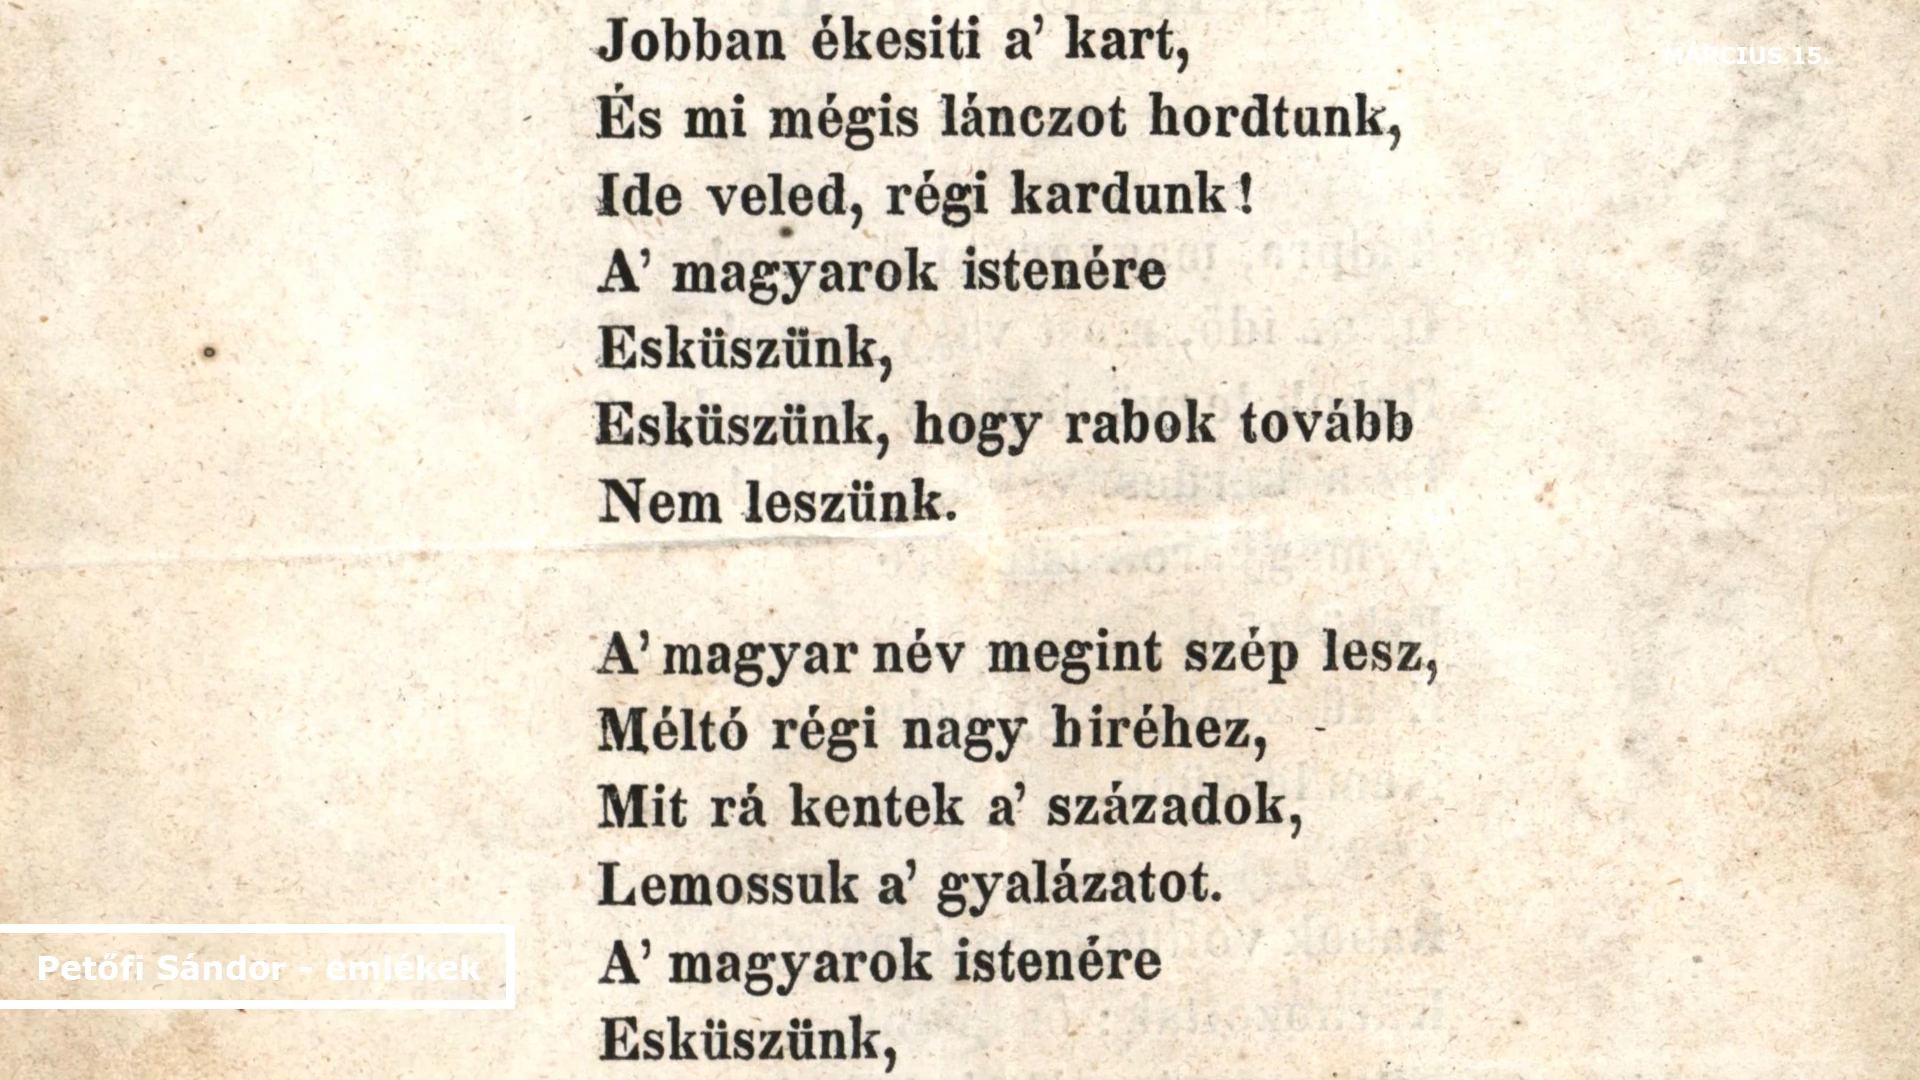 Jobban ékesiti a’ kart,
MÁRCIUS 15.
És mi mégis lánczot hordtunk,
Ide veled, régi kardunk!
A’ magyarok istenére
Esküszünk,
Esküszünk, hogy rabok tovább
Nem leszünk.
A’ magyar név megint szép lesz,
Méltó régi nagy hiréhez,
Mit rá kentek a’ századok,
Lemossuk a’ gyalázatot.
A’ magyarok istenére
Petőfi Sándor - emlékek
Esküszünk,